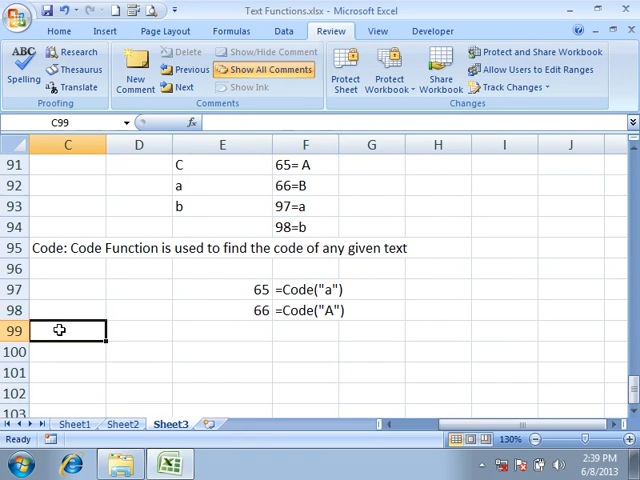 Text Functions.xlsx - Microsoft Excel
Home Insert Page Layout Formulas Data Review View Developer
ABC
Spelling
Research
Thesaurus
Translate
Proofing
New Comment
Delete
Previous
Next
Show/Hide Comment
Show All Comments
Show Ink
Comments
Protect Sheet
Protect Workbook
Share Workbook
Protect and Share Workbook
Allow Users to Edit Ranges
Track Changes
Changes
C99 fx
C D E F G H I J
91 C 65= A
92 a 66=B
93 b 97=a
94 98=b
95 Code: Code Function is used to find the code of any given text
96
97 65 =Code("a")
98 66 =Code("A")
99
100
101
102
103
Sheet1 Sheet2 Sheet3
Ready 130%
2:39 PM
6/8/2013